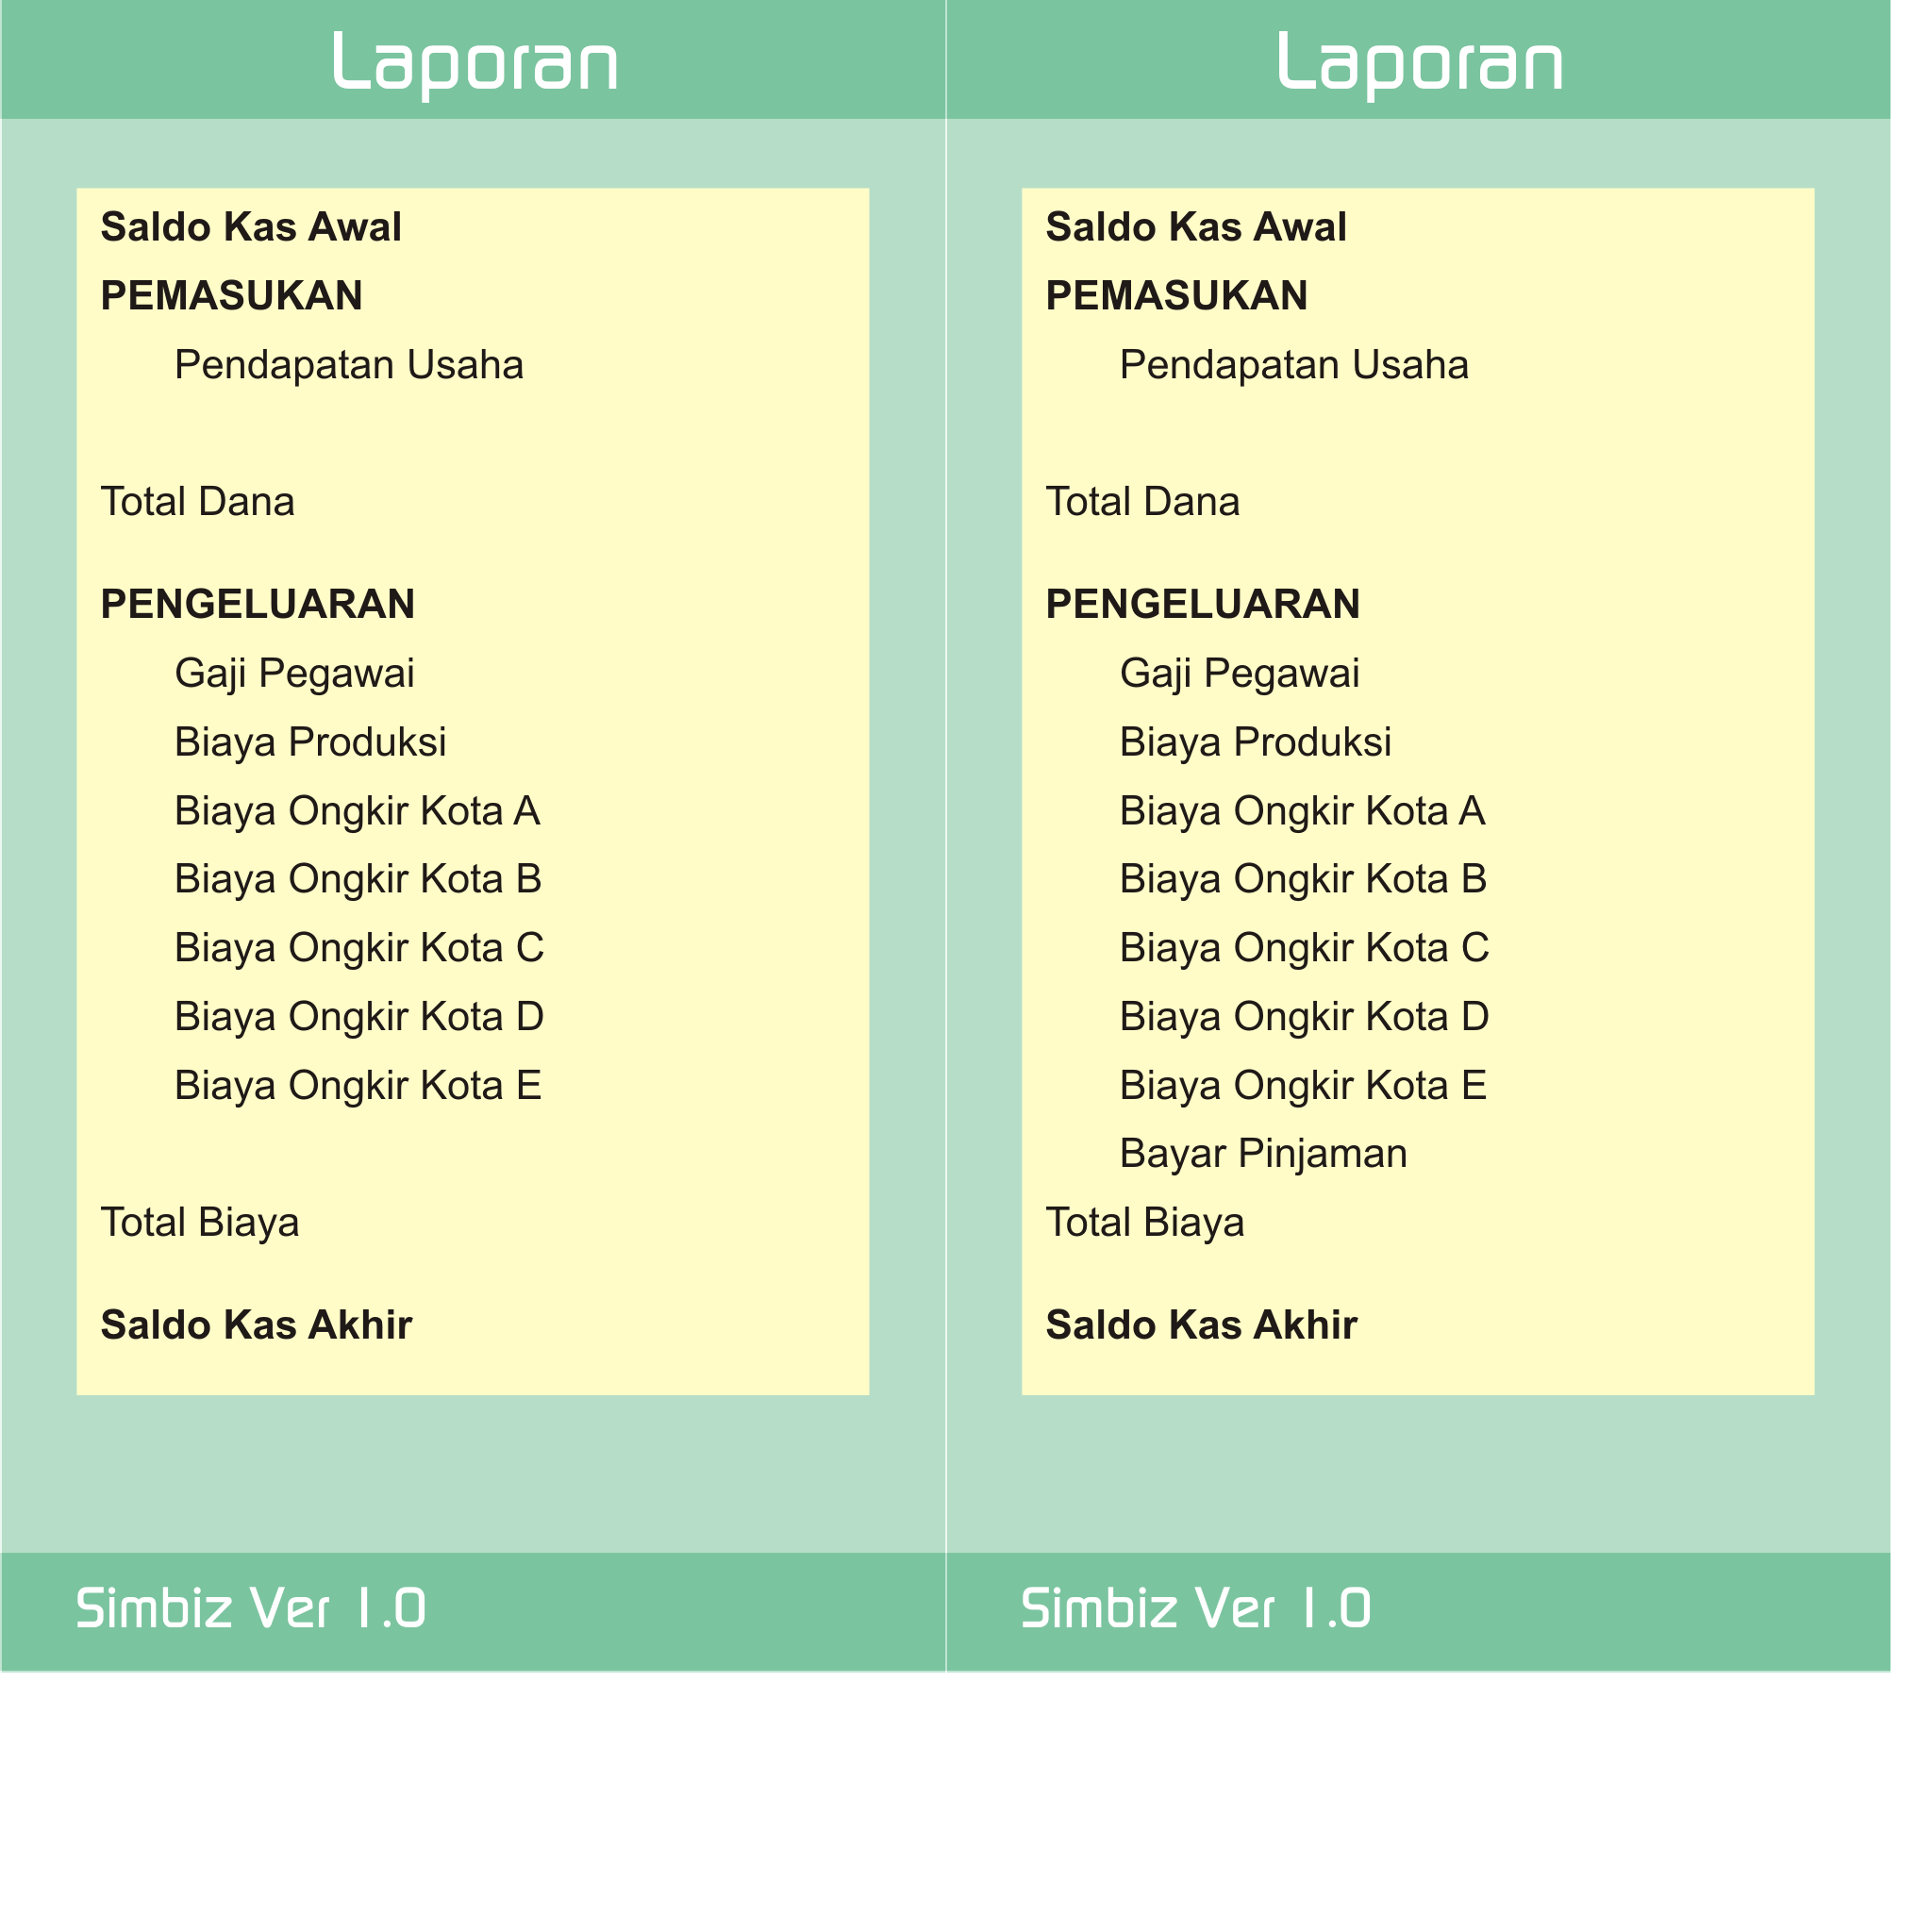 Laporan
Saldo Kas Awal
PEMASUKAN
Pendapatan Usaha
Total Dana
PENGELUARAN
Gaji Pegawai
Biaya Produksi
Biaya Ongkir Kota A
Biaya Ongkir Kota B
Biaya Ongkir Kota C
Biaya Ongkir Kota D
Biaya Ongkir Kota E
Total Biaya
Saldo Kas Akhir
Simbiz Ver 1.0
Laporan
Saldo Kas Awal
PEMASUKAN
Pendapatan Usaha
Total Dana
PENGELUARAN
Gaji Pegawai
Biaya Produksi
Biaya Ongkir Kota A
Biaya Ongkir Kota B
Biaya Ongkir Kota C
Biaya Ongkir Kota D
Biaya Ongkir Kota E
Bayar Pinjaman
Total Biaya
Saldo Kas Akhir
Simbiz Ver 1.0